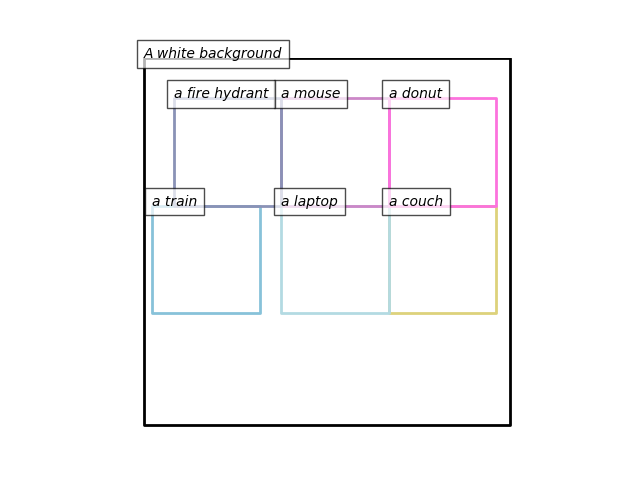 A white background
a fire hydrant
a mouse
a donut
a train
a laptop
a couch